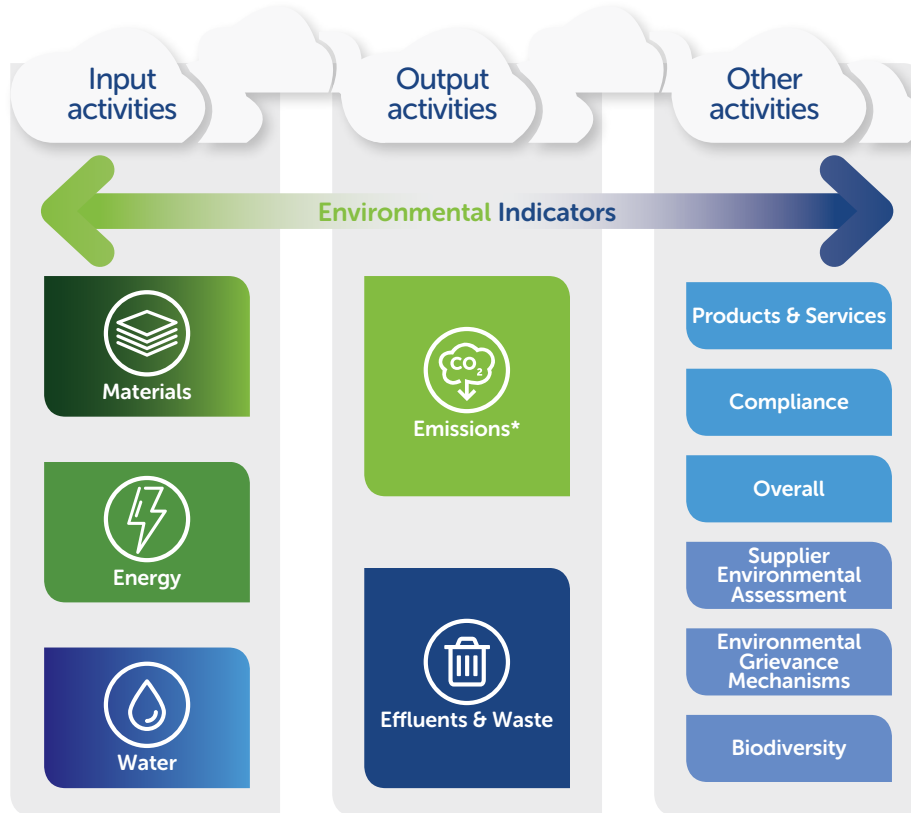 Input
activities
Output
activities
Other
activities
Environmental Indicators
Materials
Energy
Water
CO2
Emissions*
Effluents & Waste
Products & Services
Compliance
Overall
Supplier
Environmental
Assessment
Environmental
Grievance
Mechanisms
Biodiversity